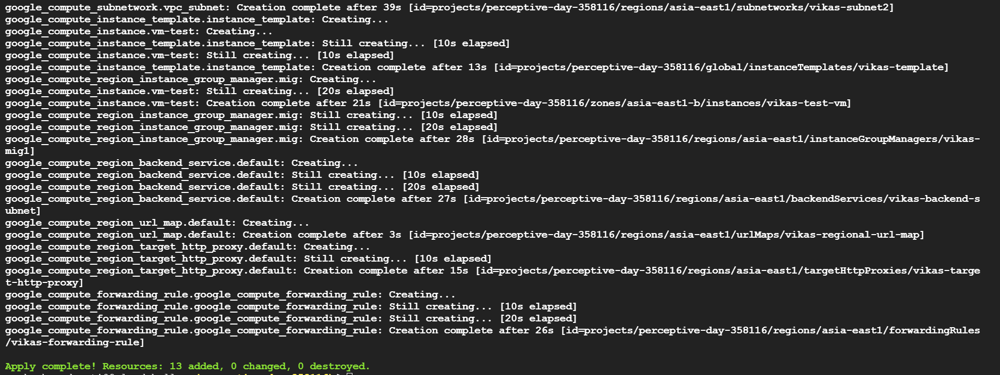 google_compute_subnetwork.vpc_subnet: Creation complete after 39s [id=projects/perceptive-day-358116/regions/asia-east1/subnetworks/vikas-subnet2]
google_compute_instance_template.instance_template: Creating...
google_compute_instance.vm-test: Creating...
google_compute_instance_template.instance_template: Still creating... [10s elapsed]
google_compute_instance.vm-test: Still creating... [10s elapsed]
google_compute_instance_template.instance_template: Creation complete after 13s [id=projects/perceptive-day-358116/global/instanceTemplates/vikas-template]
google_compute_region_instance_group_manager.mig: Creating...
google_compute_instance.vm-test: Still creating... [20s elapsed]
google_compute_instance.vm-test: Creation complete after 21s [id=projects/perceptive-day-358116/zones/asia-east1-b/instances/vikas-test-vm]
google_compute_region_instance_group_manager.mig: Still creating... [10s elapsed]
google_compute_region_instance_group_manager.mig: Still creating... [20s elapsed]
google_compute_region_instance_group_manager.mig: Creation complete after 28s [id=projects/perceptive-day-358116/regions/asia-east1/instanceGroupManagers/vikas-
mig1]
google_compute_region_backend_service.default: Creating...
google_compute_region_backend_service.default: Still creating... [10s elapsed]
google_compute_region_backend_service.default: Still creating... [20s elapsed]
google_compute_region_backend_service.default: Creation complete after 27s [id=projects/perceptive-day-358116/regions/asia-east1/backendServices/vikas-backend-s
ubnet]
google_compute_region_url_map.default: Creating...
google_compute_region_url_map.default: Creation complete after 3s [id=projects/perceptive-day-358116/regions/asia-east1/urlMaps/vikas-regional-url-map]
google_compute_region_target_http_proxy.default: Creating...
google_compute_region_target_http_proxy.default: Still creating... [10s elapsed]
google_compute_region_target_http_proxy.default: Creation complete after 15s [id=projects/perceptive-day-358116/regions/asia-east1/targetHttpProxies/vikas-targe
t-http-proxy]
google_compute_forwarding_rule.google_compute_forwarding_rule: Creating...
google_compute_forwarding_rule.google_compute_forwarding_rule: Still creating... [10s elapsed]
google_compute_forwarding_rule.google_compute_forwarding_rule: Still creating... [20s elapsed]
google_compute_forwarding_rule.google_compute_forwarding_rule: Creation complete after 26s [id=projects/perceptive-day-358116/regions/asia-east1/forwardingRules
/vikas-forwarding-rule]
Apply complete! Resources: 13 added, 0 changed, 0 destroyed.